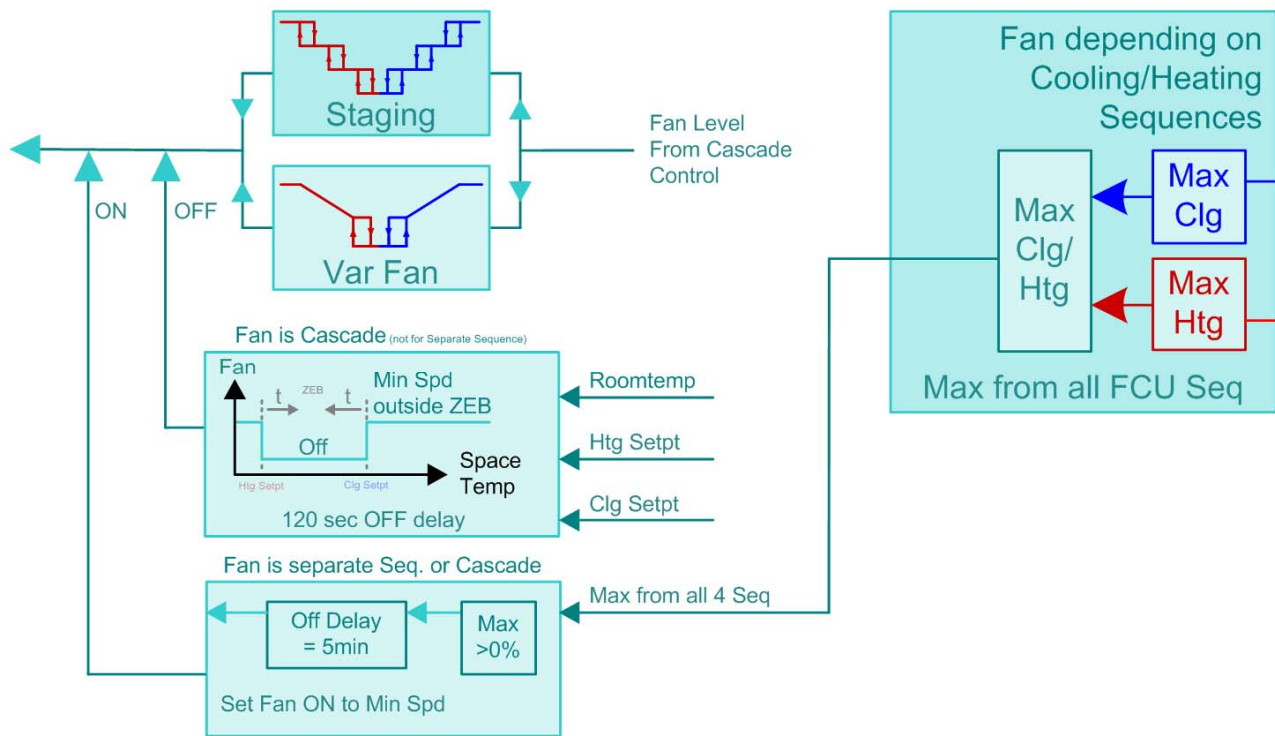 Staging
Var Fan
ON
OFF
Fan Level
From Cascade
Control
Fan depending on
Cooling/Heating
Sequences
Max
Clg/
Htg
Max
Clg
Max
Htg
Max from all FCU Seq
Fan is Cascade (not for Separate Sequence)
Fan
t
ZEB
t
Min Spd
outside ZEB
Off
Space
Temp
Htg Setpt
Clg Setpt
120 sec OFF delay
Roomtemp
Htg Setpt
Clg Setpt
Fan is separate Seq. or Cascade
Off Delay
= 5min
Max
>0%
Set Fan ON to Min Spd
Max from all 4 Seq